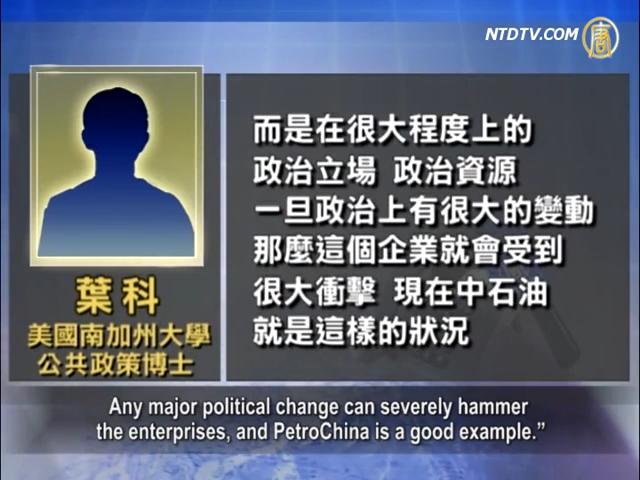 NTDTV.COM
唐
而是在很大程度上的
政治立場 政治資源
一旦政治上有很大的變動
那麼這個企業就會受到
很大衝擊 現在中石油
就是這樣的狀況
葉科
美國南加州大學
公共政策博士
Any major political change can severely hammer
the enterprises, and PetroChina is a good example.”